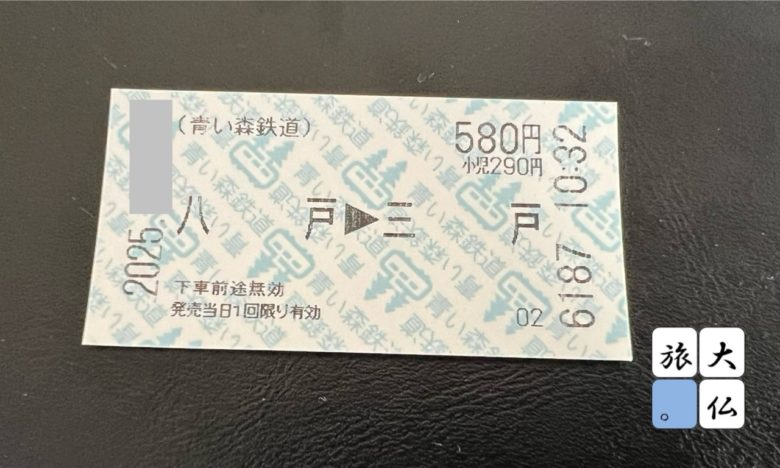 (青い森鉄道)
580円
小児290円
八戸▶三戸
下車前途無効
発売当日1回限り有効
02
2025
6187 10:32
大仏
旅。